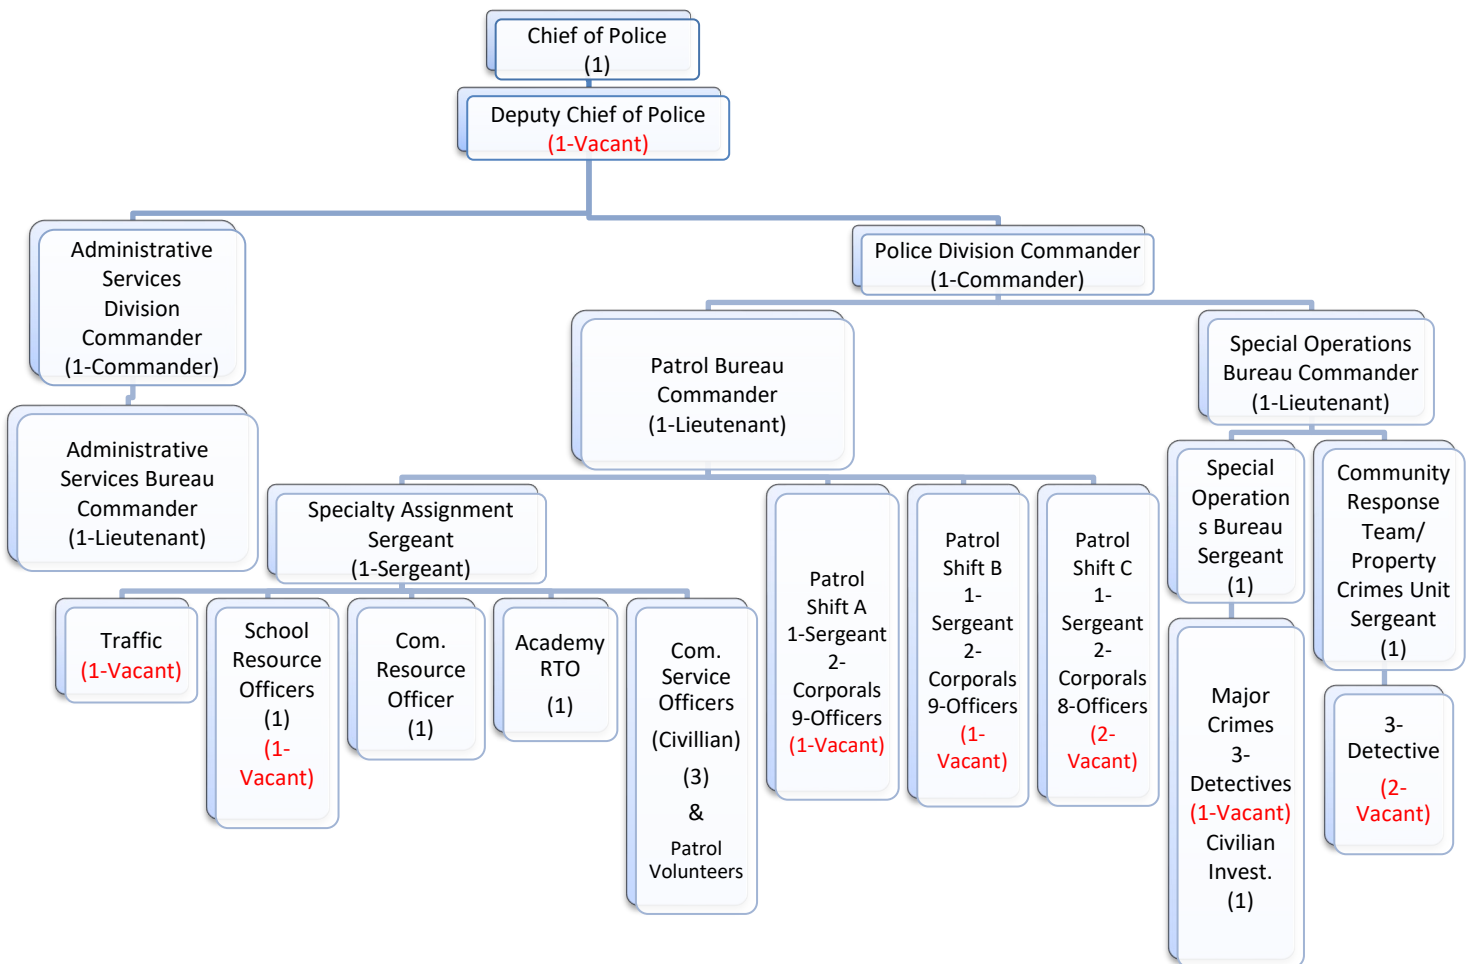 Chief of Police
(1)
Deputy Chief of Police
(1-Vacant)
Administrative
Services
Division
Commander
(1-Commander)
Police Division Commander
(1-Commander)
Administrative
Services Bureau
Commander
(1-Lieutenant)
Patrol Bureau
Commander
(1-Lieutenant)
Special Operations
Bureau Commander
(1-Lieutenant)
Specialty Assignment
Sergeant
(1-Sergeant)
Traffic
(1-Vacant)
School
Resource
Officers
(1)
(1-
Vacant)
Com.
Resource
Officer
(1)
Academy
RTO
(1)
Com.
Service
Officers
(Civillian)
(3)
&
Patrol
Volunteers
Patrol
Shift A
1-Sergeant
2-
Corporals
9-Officers
(1-Vacant)
Patrol
Shift B
1-
Sergeant
2-
Corporals
9-Officers
(1-
Vacant)
Patrol
Shift C
1-
Sergeant
2-
Corporals
8-Officers
(2-
Vacant)
Special
Operation
s Bureau
Sergeant
(1)
Major
Crimes
3-
Detectives
(1-Vacant)
Civilian
Invest.
(1)
Community
Response
Team/
Property
Crimes Unit
Sergeant
(1)
3-
Detective
(2-
Vacant)